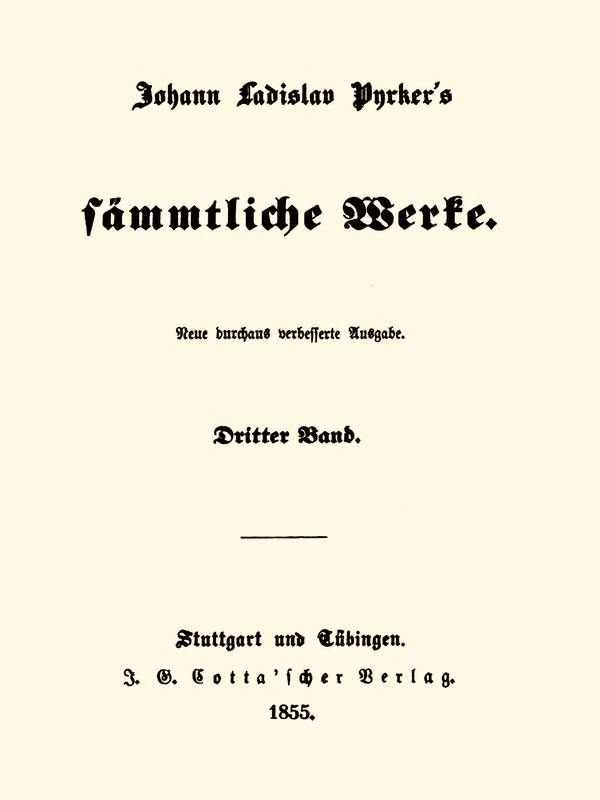 Johann Ladislav Pyrker's
sämmtliche Werke.
Neue durchaus verbesserte Ausgabe.
Dritter Band.
Stuttgart und Tübingen.
J. G. Cotta'scher Verlag.
1855.